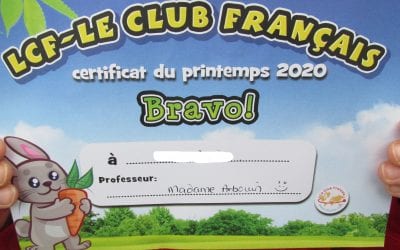 LCF-LE CLUB FRANÇAIS
certificat du printemps 2020
Bravo!
à
Professeur:
Madame